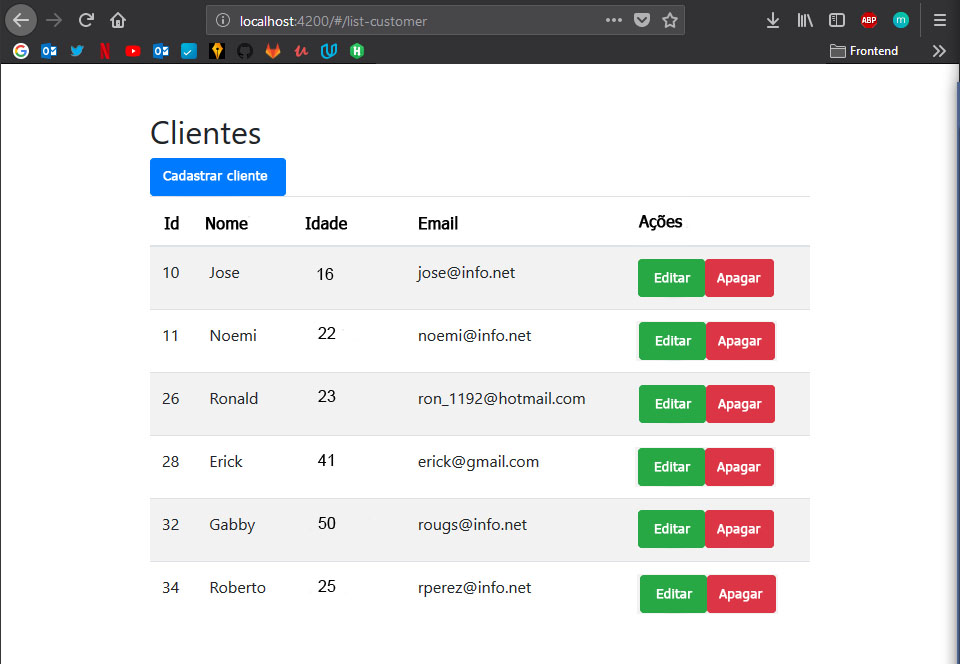 localhost:4200/#/list-customer
ABP
m
Frontend
Clientes
Cadastrar cliente
Id Nome Idade Email Ações
10 Jose 16 jose@info.net Editar Apagar
11 Noemi 22 noemi@info.net Editar Apagar
26 Ronald 23 ron_1192@hotmail.com Editar Apagar
28 Erick 41 erick@gmail.com Editar Apagar
32 Gabby 50 rougs@info.net Editar Apagar
34 Roberto 25 rperez@info.net Editar Apagar